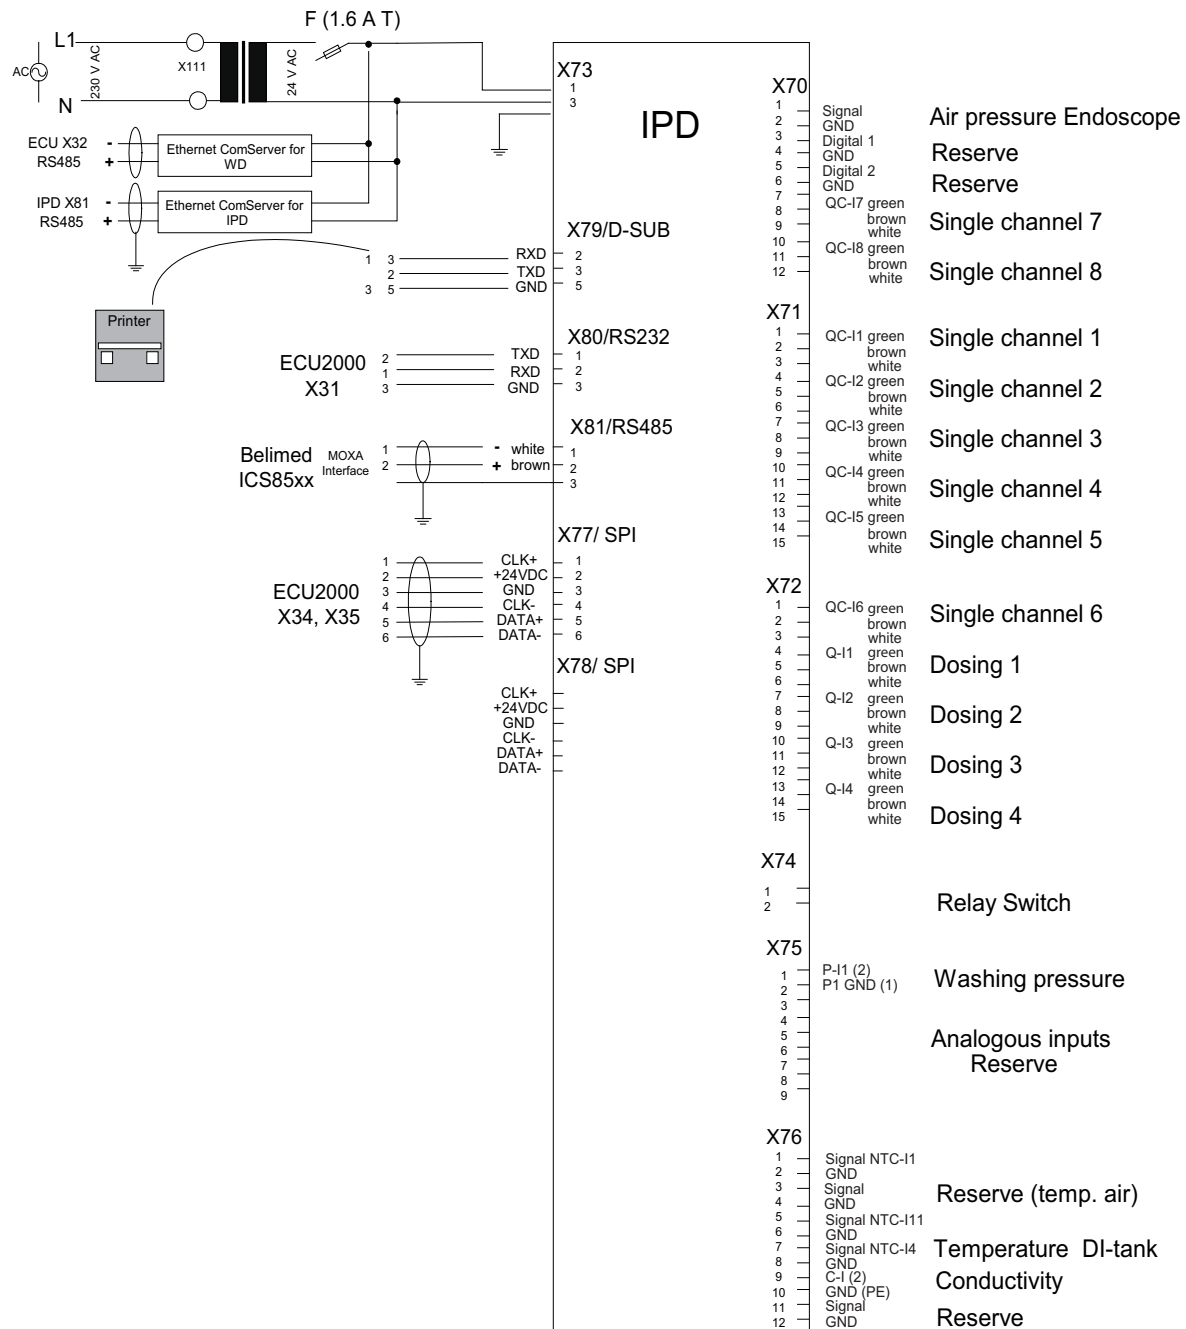 F (1.6 A T)
L1
AC
230 V AC
X111
24 V AC
N
ECU X32 -
RS485 +
Ethernet ComServer for
WD
IPD X81 -
RS485 +
Ethernet ComServer for
IPD
Printer
X73
1
3
IPD
X79/D-SUB
1 3 RXD 2
2 TXD 3
3 5 GND 5
X80/RS232
ECU2000
X31
2 TXD 1
1 RXD 2
3 GND 3
X81/RS485
Belimed
ICS85xx
MOXA
Interface
1 - white 1
2 + brown 2
3
X77/ SPI
ECU2000
X34, X35
1 CLK+ 1
2 +24VDC 2
3 GND 3
4 CLK- 4
5 DATA+ 5
6 DATA- 6
X78/ SPI
CLK+
+24VDC
GND
CLK-
DATA+
DATA-
X70
1 Signal
2 GND
Air pressure Endoscope
3 Digital 1
4 GND
Reserve
5 Digital 2
6 GND
Reserve
7 QC-I7 green
8 brown
9 white
Single channel 7
10 QC-I8 green
11 brown
12 white
Single channel 8
X71
1 QC-I1 green
2 brown
3 white
Single channel 1
4 QC-I2 green
5 brown
6 white
Single channel 2
7 QC-I3 green
8 brown
9 white
Single channel 3
10 QC-I4 green
11 brown
12 white
Single channel 4
13 QC-I5 green
14 brown
15 white
Single channel 5
X72
1 QC-I6 green
2 brown
3 white
Single channel 6
4 Q-I1 green
5 brown
6 white
Dosing 1
7 Q-I2 green
8 brown
9 white
Dosing 2
10 Q-I3 green
11 brown
12 white
Dosing 3
13 Q-I4 green
14 brown
15 white
Dosing 4
X74
1
2
Relay Switch
X75
1 P-I1 (2)
2 P1 GND (1)
Washing pressure
3
4
5
6
7
8
9
Analogous inputs
Reserve
X76
1 Signal NTC-I1
2 GND
3 Signal
4 GND
Reserve (temp. air)
5 Signal NTC-I11
6 GND
7 Signal NTC-I4
8 GND
Temperature DI-tank
9 C-I (2)
10 GND (PE)
Conductivity
11 Signal
12 GND
Reserve